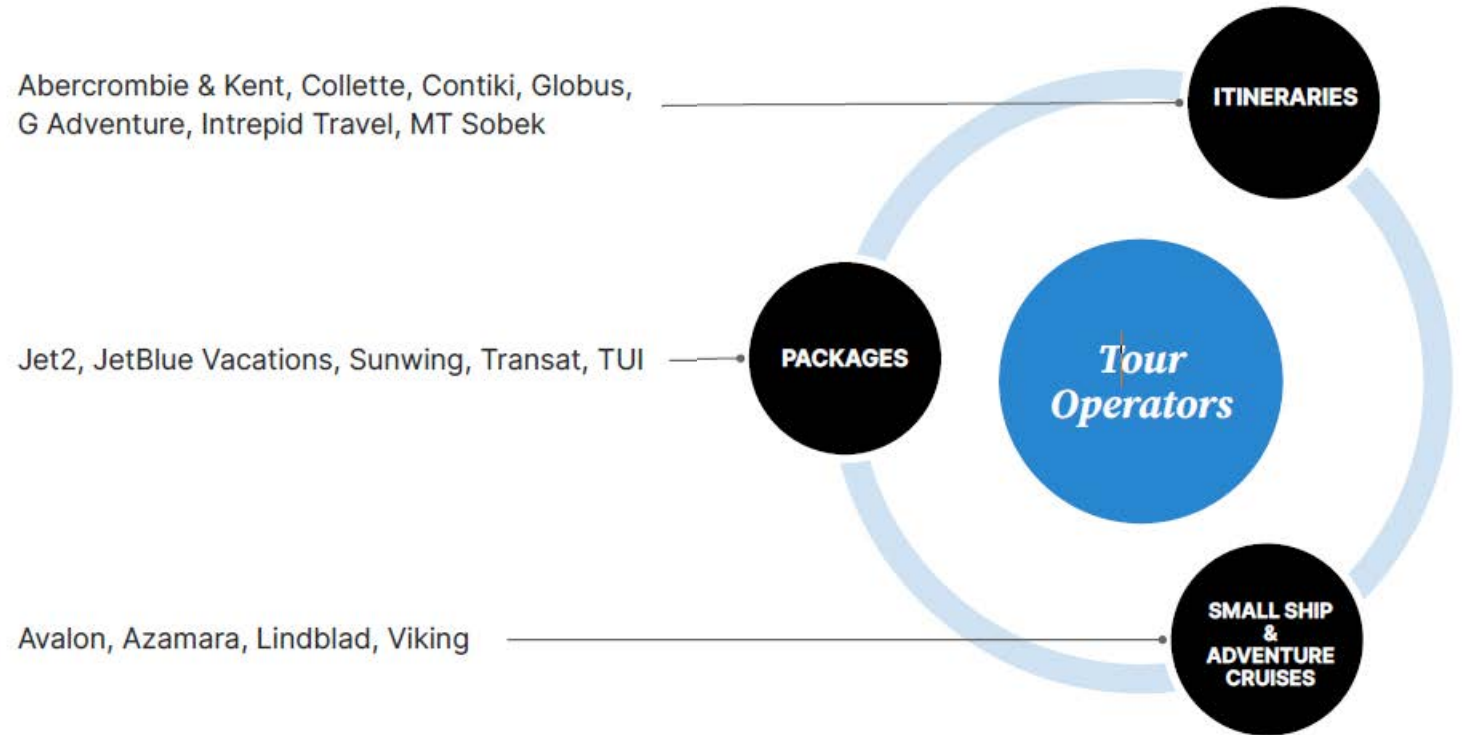 Abercrombie & Kent, Collette, Contiki, Globus,
G Adventure, Intrepid Travel, MT Sobek
ITINERARIES
Jet2, JetBlue Vacations, Sunwing, Transat, TUI
PACKAGES
Tour
Operators
Avalon, Azamara, Lindblad, Viking
SMALL SHIP
&
ADVENTURE
CRUISES